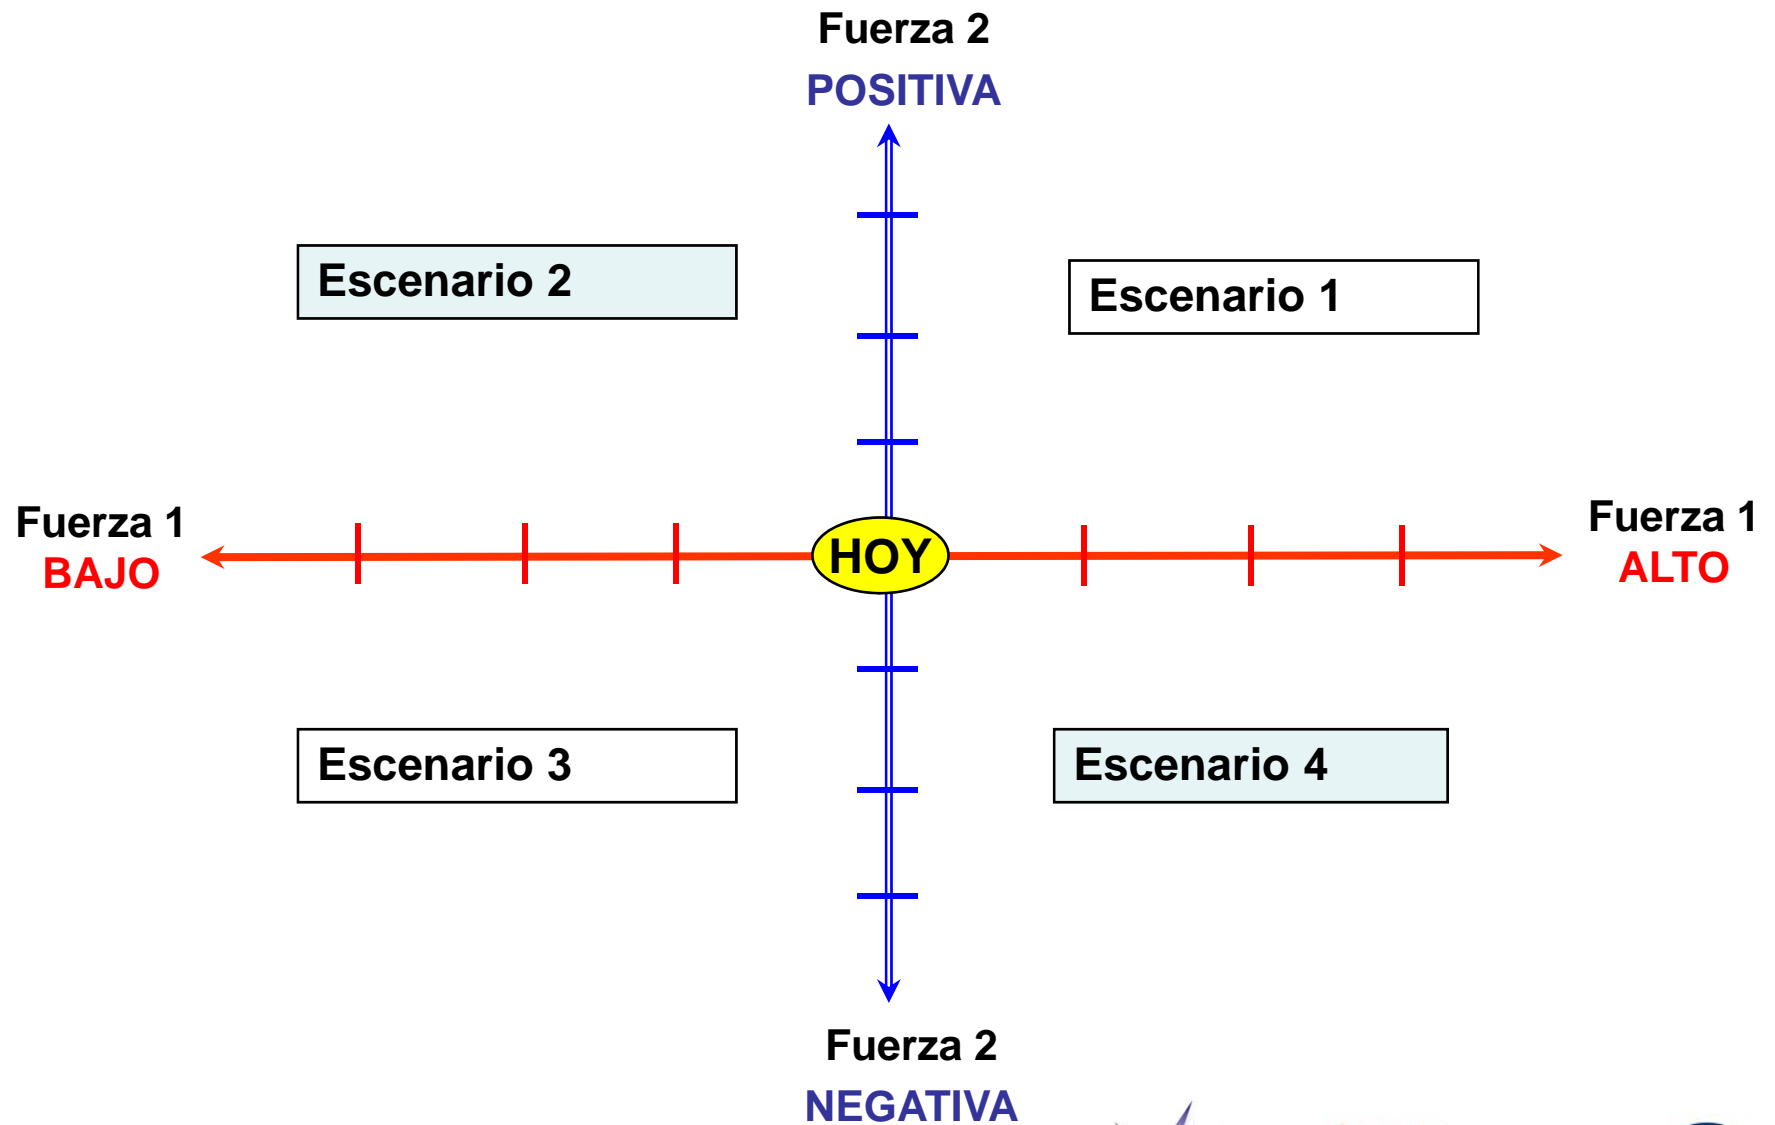 Fuerza 2
POSITIVA
Escenario 2
Escenario 1
Fuerza 1
BAJO
HOY
Fuerza 1
ALTO
Escenario 3
Escenario 4
Fuerza 2
NEGATIVA